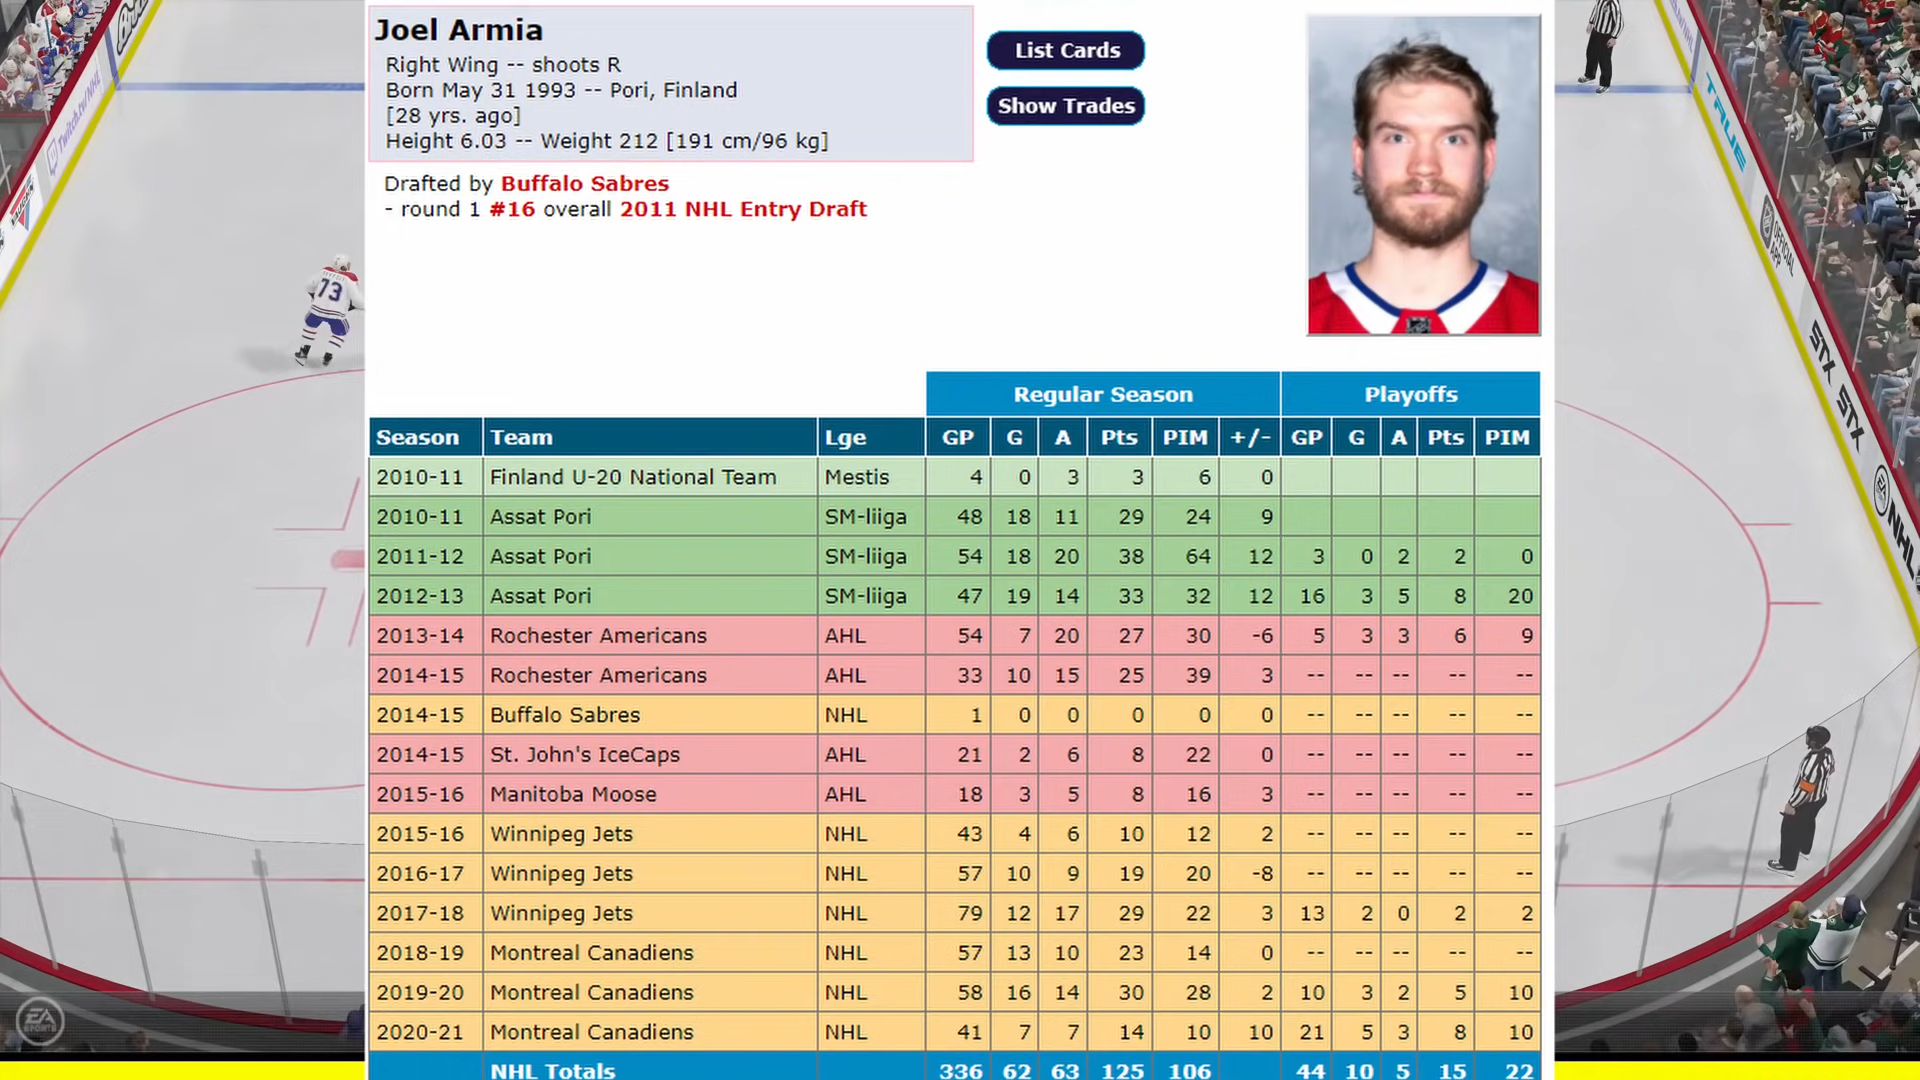 Joel Armia
Right Wing -- shoots R
Born May 31 1993 -- Pori, Finland
[28 yrs. ago]
Height 6.03 -- Weight 212 [191 cm/96 kg]
Drafted by Buffalo Sabres
- round 1 #16 overall 2011 NHL Entry Draft
List Cards
Show Trades
Twitch.tv/NHL
73
TRUE
OFFICIAL
APP
STX STX
NHL
EA
SPORTS
Regular Season Playoffs
Season Team Lge GP G A Pts PIM +/- GP G A Pts PIM
2010-11 Finland U-20 National Team Mestis 4 0 3 3 6 0
2010-11 Assat Pori SM-liiga 48 18 11 29 24 9
2011-12 Assat Pori SM-liiga 54 18 20 38 64 12 3 0 2 2 0
2012-13 Assat Pori SM-liiga 47 19 14 33 32 12 16 3 5 8 20
2013-14 Rochester Americans AHL 54 7 20 27 30 -6 5 3 3 6 9
2014-15 Rochester Americans AHL 33 10 15 25 39 3 -- -- -- -- --
2014-15 Buffalo Sabres NHL 1 0 0 0 0 0 -- -- -- -- --
2014-15 St. John's IceCaps AHL 21 2 6 8 22 0 -- -- -- -- --
2015-16 Manitoba Moose AHL 18 3 5 8 16 3 -- -- -- -- --
2015-16 Winnipeg Jets NHL 43 4 6 10 12 2 -- -- -- -- --
2016-17 Winnipeg Jets NHL 57 10 9 19 20 -8 -- -- -- -- --
2017-18 Winnipeg Jets NHL 79 12 17 29 22 3 13 2 0 2 2
2018-19 Montreal Canadiens NHL 57 13 10 23 14 0 -- -- -- -- --
2019-20 Montreal Canadiens NHL 58 16 14 30 28 2 10 3 2 5 10
2020-21 Montreal Canadiens NHL 41 7 7 14 10 10 21 5 3 8 10
NHL Totals 336 62 63 125 106 44 10 5 15 22